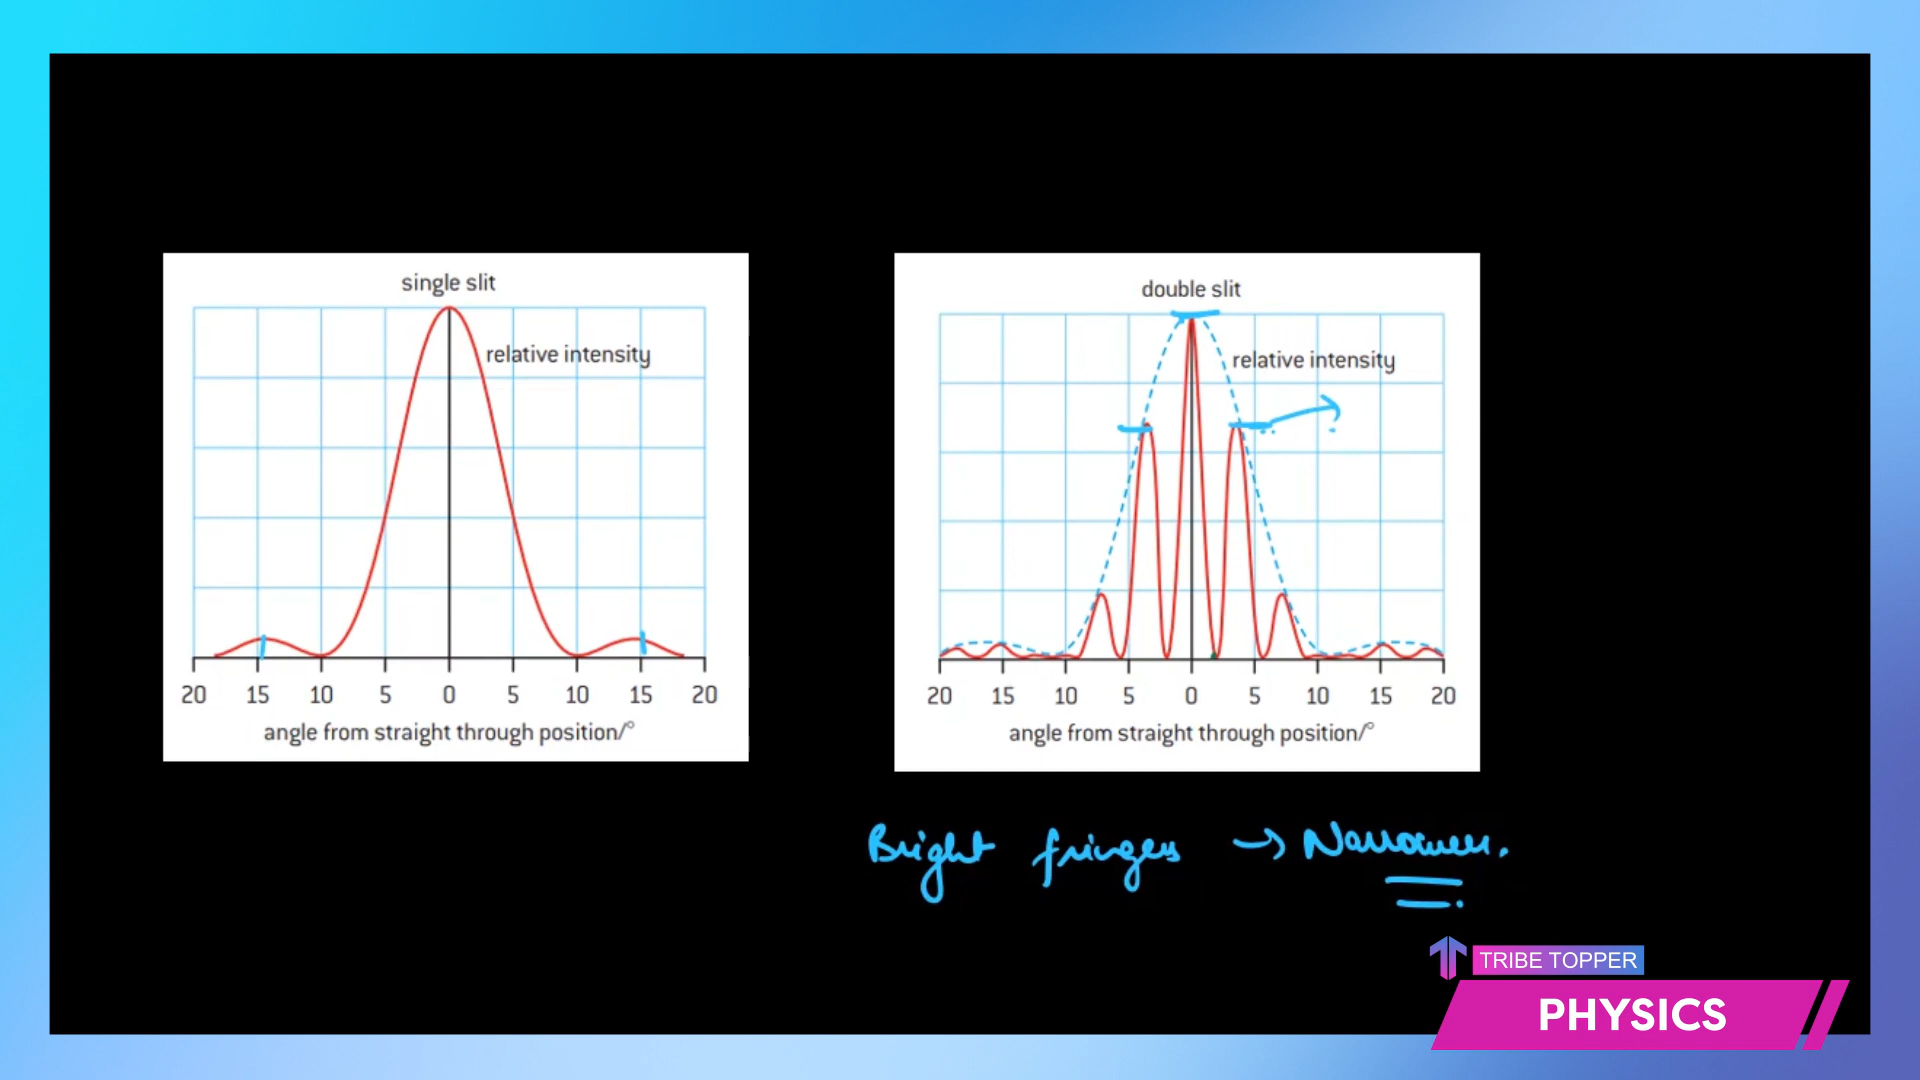 single slit
relative intensity
20 15 10 5 0 5 10 15 20
angle from straight through position/°
double slit
relative intensity
20 15 10 5 0 5 10 15 20
angle from straight through position/°
Bright fringes → Narrower.
TRIBE TOPPER
PHYSICS